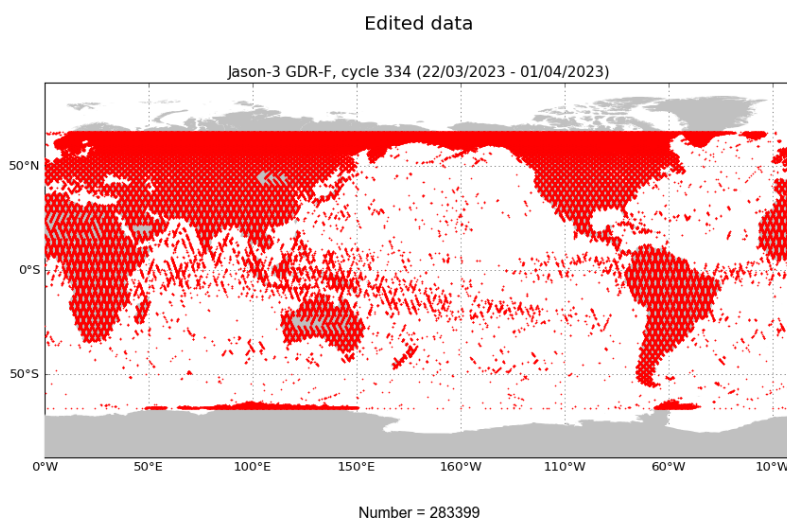 Edited data
Jason-3 GDR-F, cycle 334 (22/03/2023 - 01/04/2023)
50°N
0°S
50°S
0°W 50°E 100°E 150°E 160°W 110°W 60°W 10°W
Number = 283399